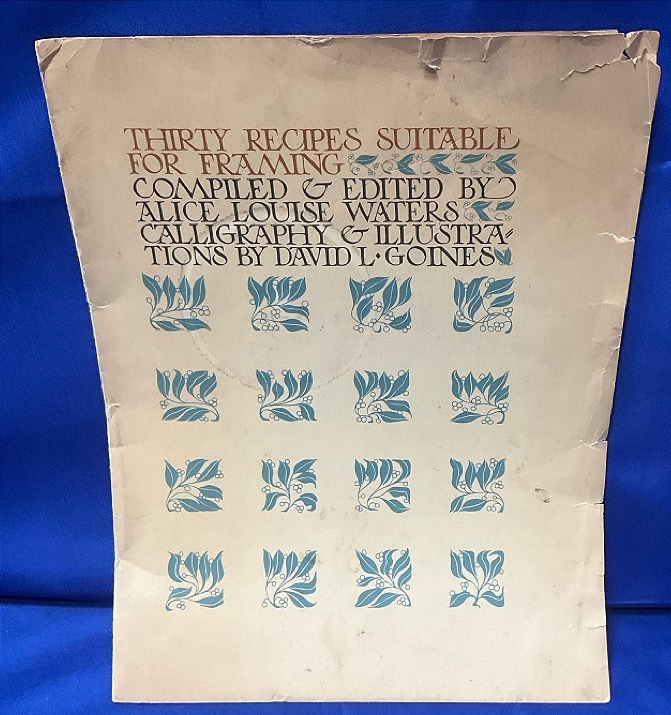 THIRTY RECIPES SUITABLE
FOR FRAMING
COMPILED & EDITED BY
ALICE LOUISE WATERS
CALLIGRAPHY & ILLUSTRA=
TIONS BY DAVID L· GOINES